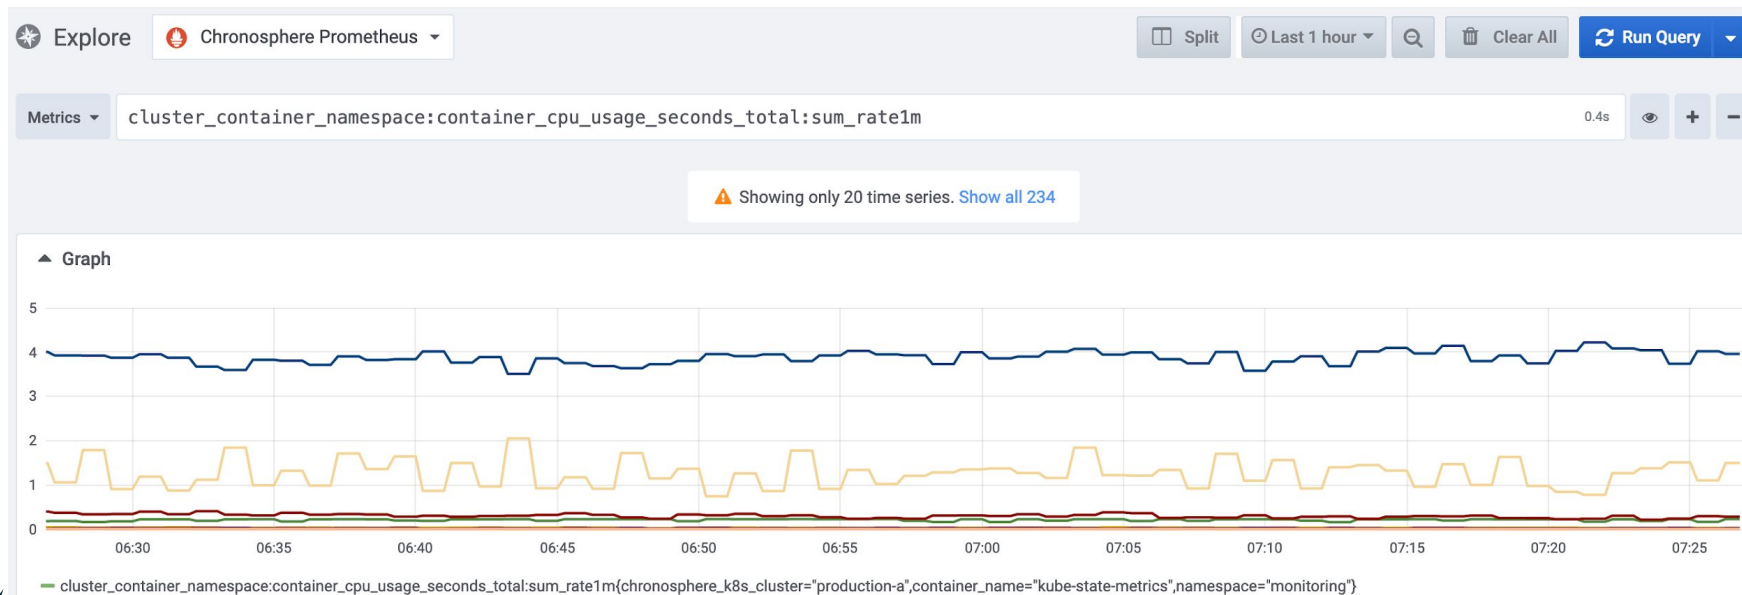 Explore Chronosphere Prometheus Split Last 1 hour Clear All Run Query
Metrics cluster_container_namespace:container_cpu_usage_seconds_total:sum_rate1m 0.4s
Showing only 20 time series. Show all 234
Graph
5
4
3
2
1
0
06:30 06:35 06:40 06:45 06:50 06:55 07:00 07:05 07:10 07:15 07:20 07:25
cluster_container_namespace:container_cpu_usage_seconds_total:sum_rate1m{chronosphere_k8s_cluster="production-a",container_name="kube-state-metrics",namespace="monitoring"}